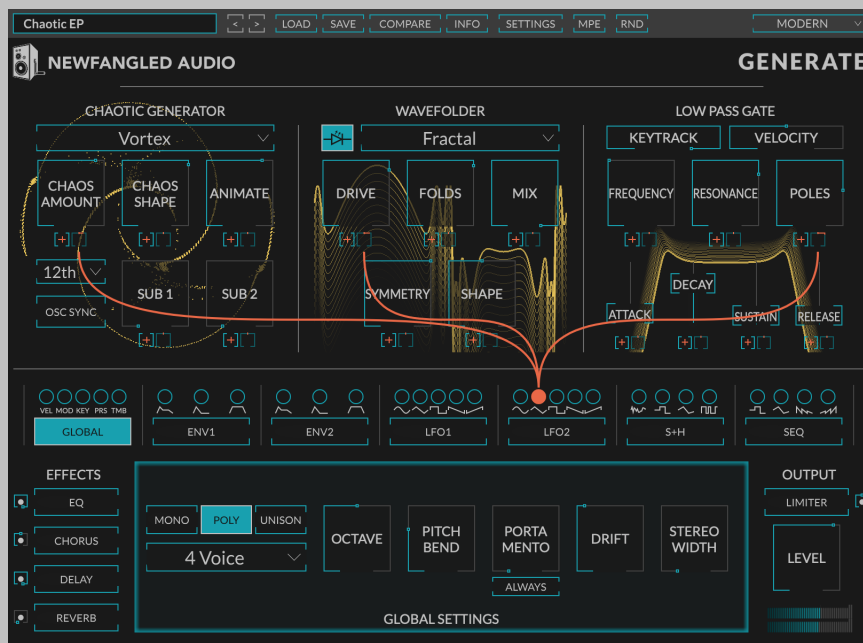 Chaotic EP < > LOAD SAVE COMPARE INFO SETTINGS MPE RND MODERN
NEWFANGLED AUDIO GENERATE
CHAOTIC GENERATOR WAVEFOLDER LOW PASS GATE
Vortex Fractal KEYTRACK VELOCITY
CHAOS AMOUNT CHAOS SHAPE ANIMATE DRIVE FOLDS MIX FREQUENCY RESONANCE POLES
12th SUB 1 SUB 2 SYMMETRY SHAPE DECAY
OSC SYNC ATTACK SUSTAIN RELEASE
VEL MOD KEY PRS TMB
GLOBAL ENV1 ENV2 LFO1 LFO2 S+H SEQ
EFFECTS OUTPUT
EQ LIMITER
MONO POLY UNISON OCTAVE PITCH BEND PORTA MENTO DRIFT STEREO WIDTH
CHORUS
4 Voice LEVEL
DELAY ALWAYS
REVERB GLOBAL SETTINGS